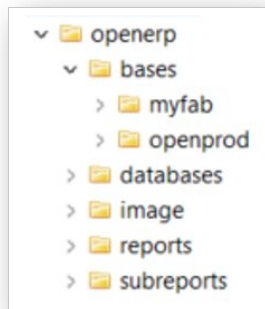 openerp
bases
myfab
openprod
databases
image
reports
subreports